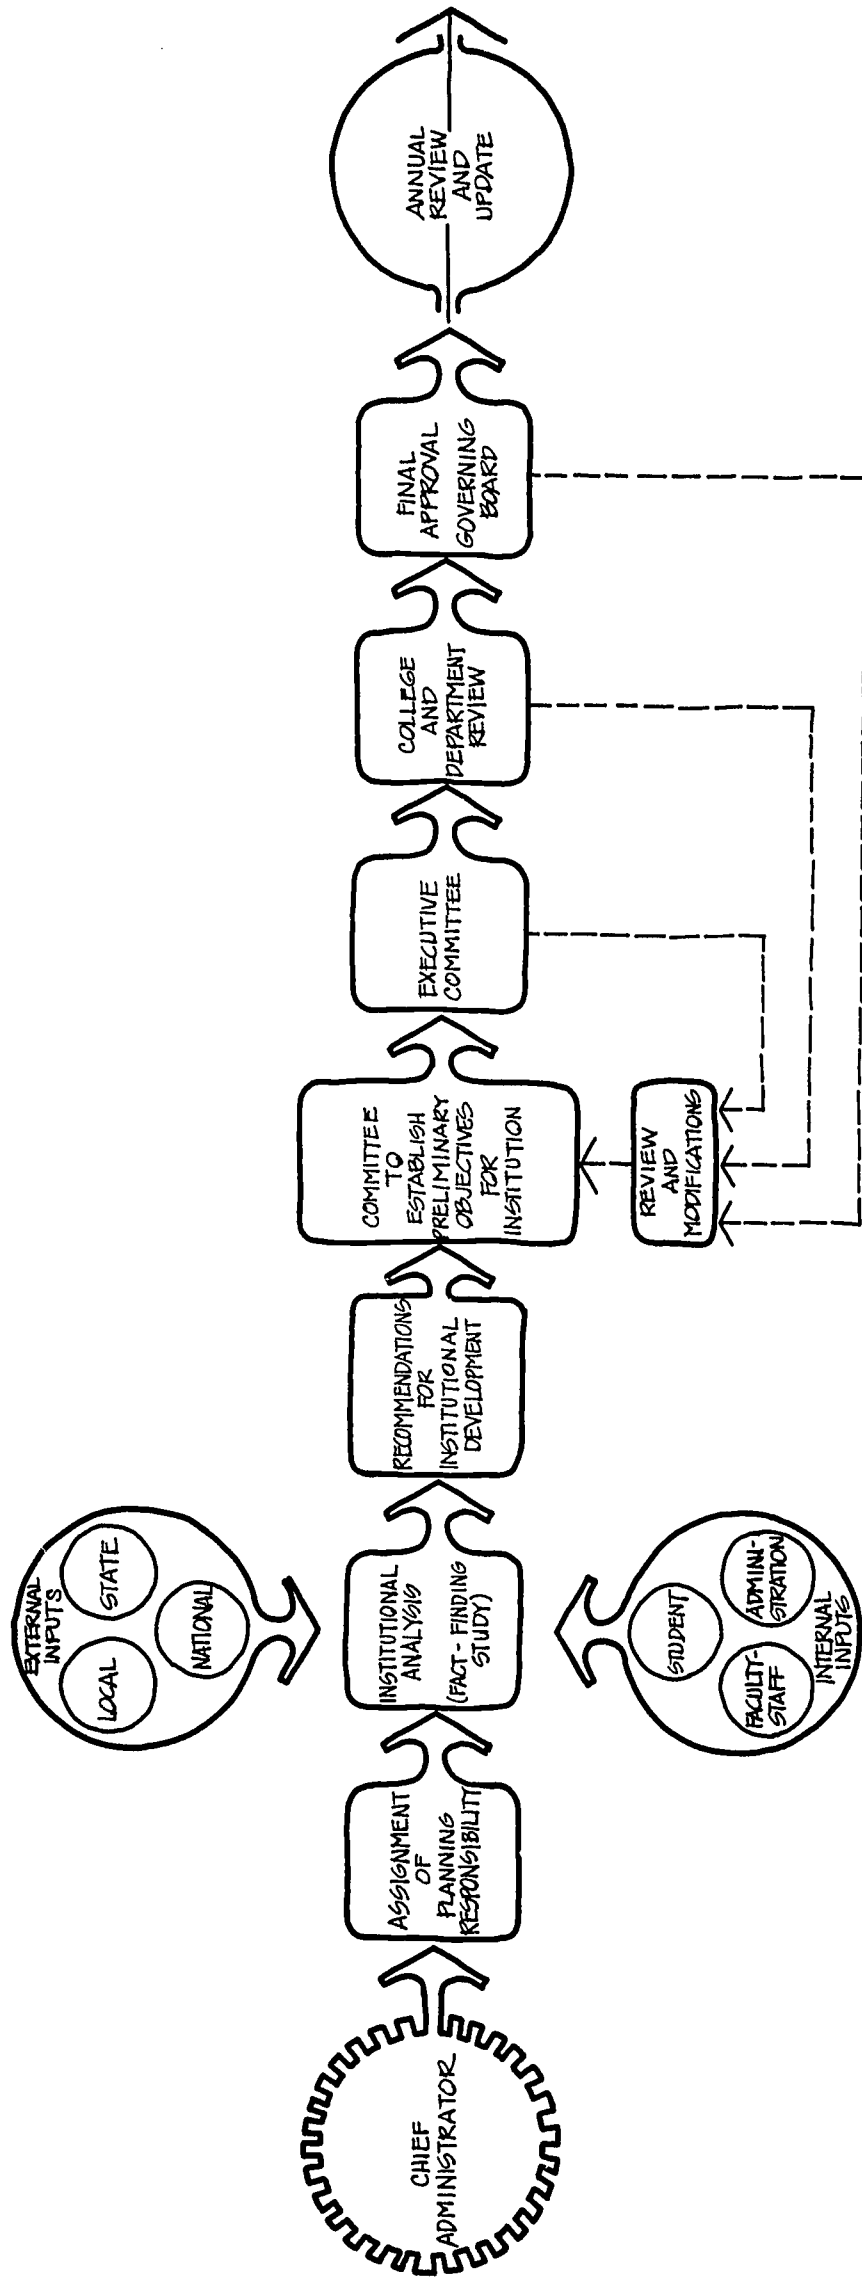 CHIEF
ADMINISTRATOR
ASSIGNMENT
OF
PLANNING
RESPONSIBILITY
EXTERNAL
INPUTS
LOCAL
STATE
NATIONAL
INSTITUTIONAL
ANALYSIS
(FACT-FINDING
STUDY)
STUDENT
FACULTY-
STAFF
ADMINI-
STRATION
INTERNAL
INPUTS
RECOMMENDATIONS
FOR
INSTITUTIONAL
DEVELOPMENT
COMMITTEE
TO
ESTABLISH
PRELIMINARY
OBJECTIVES
FOR
INSTITUTION
REVIEW
AND
MODIFICATIONS
EXECUTIVE
COMMITTEE
COLLEGE
AND
DEPARTMENT
REVIEW
FINAL
APPROVAL
GOVERNING
BOARD
ANNUAL
REVIEW
AND
UPDATE